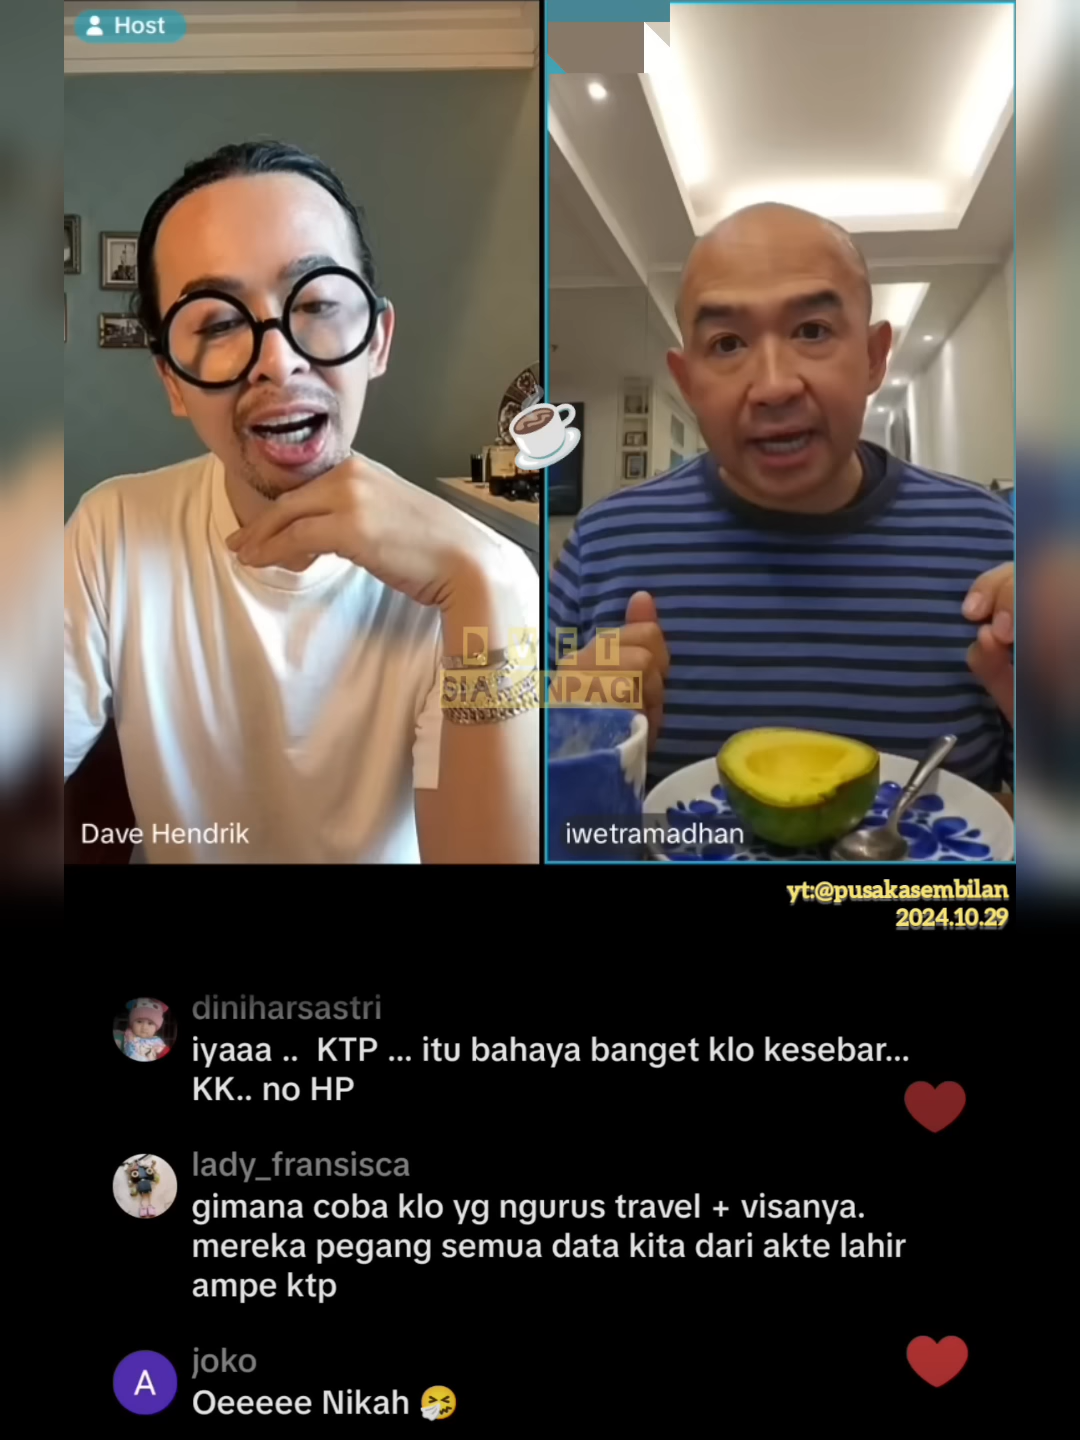 Host
Dave Hendrik
iwetramadhan
DUET
SIARANPAGI
yt:@pusakasembilan
2024.10.29
diniharsastri
iyaaa .. KTP ... itu bahaya banget klo kesebar...
KK.. no HP
lady_fransisca
gimana coba klo yg ngurus travel + visanya.
mereka pegang semua data kita dari akte lahir
ampe ktp
joko
A
Oeeeee Nikah 🤧